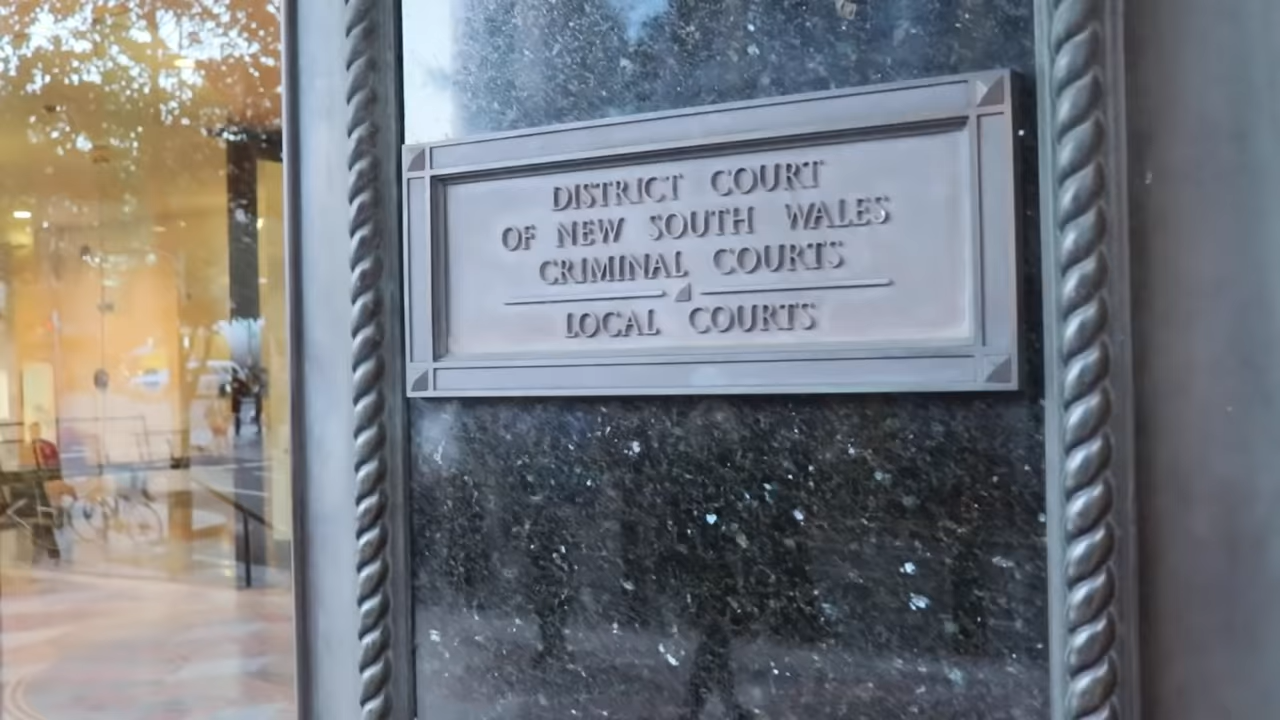 DISTRICT COURT
OF NEW SOUTH WALES
CRIMINAL COURTS
LOCAL COURTS